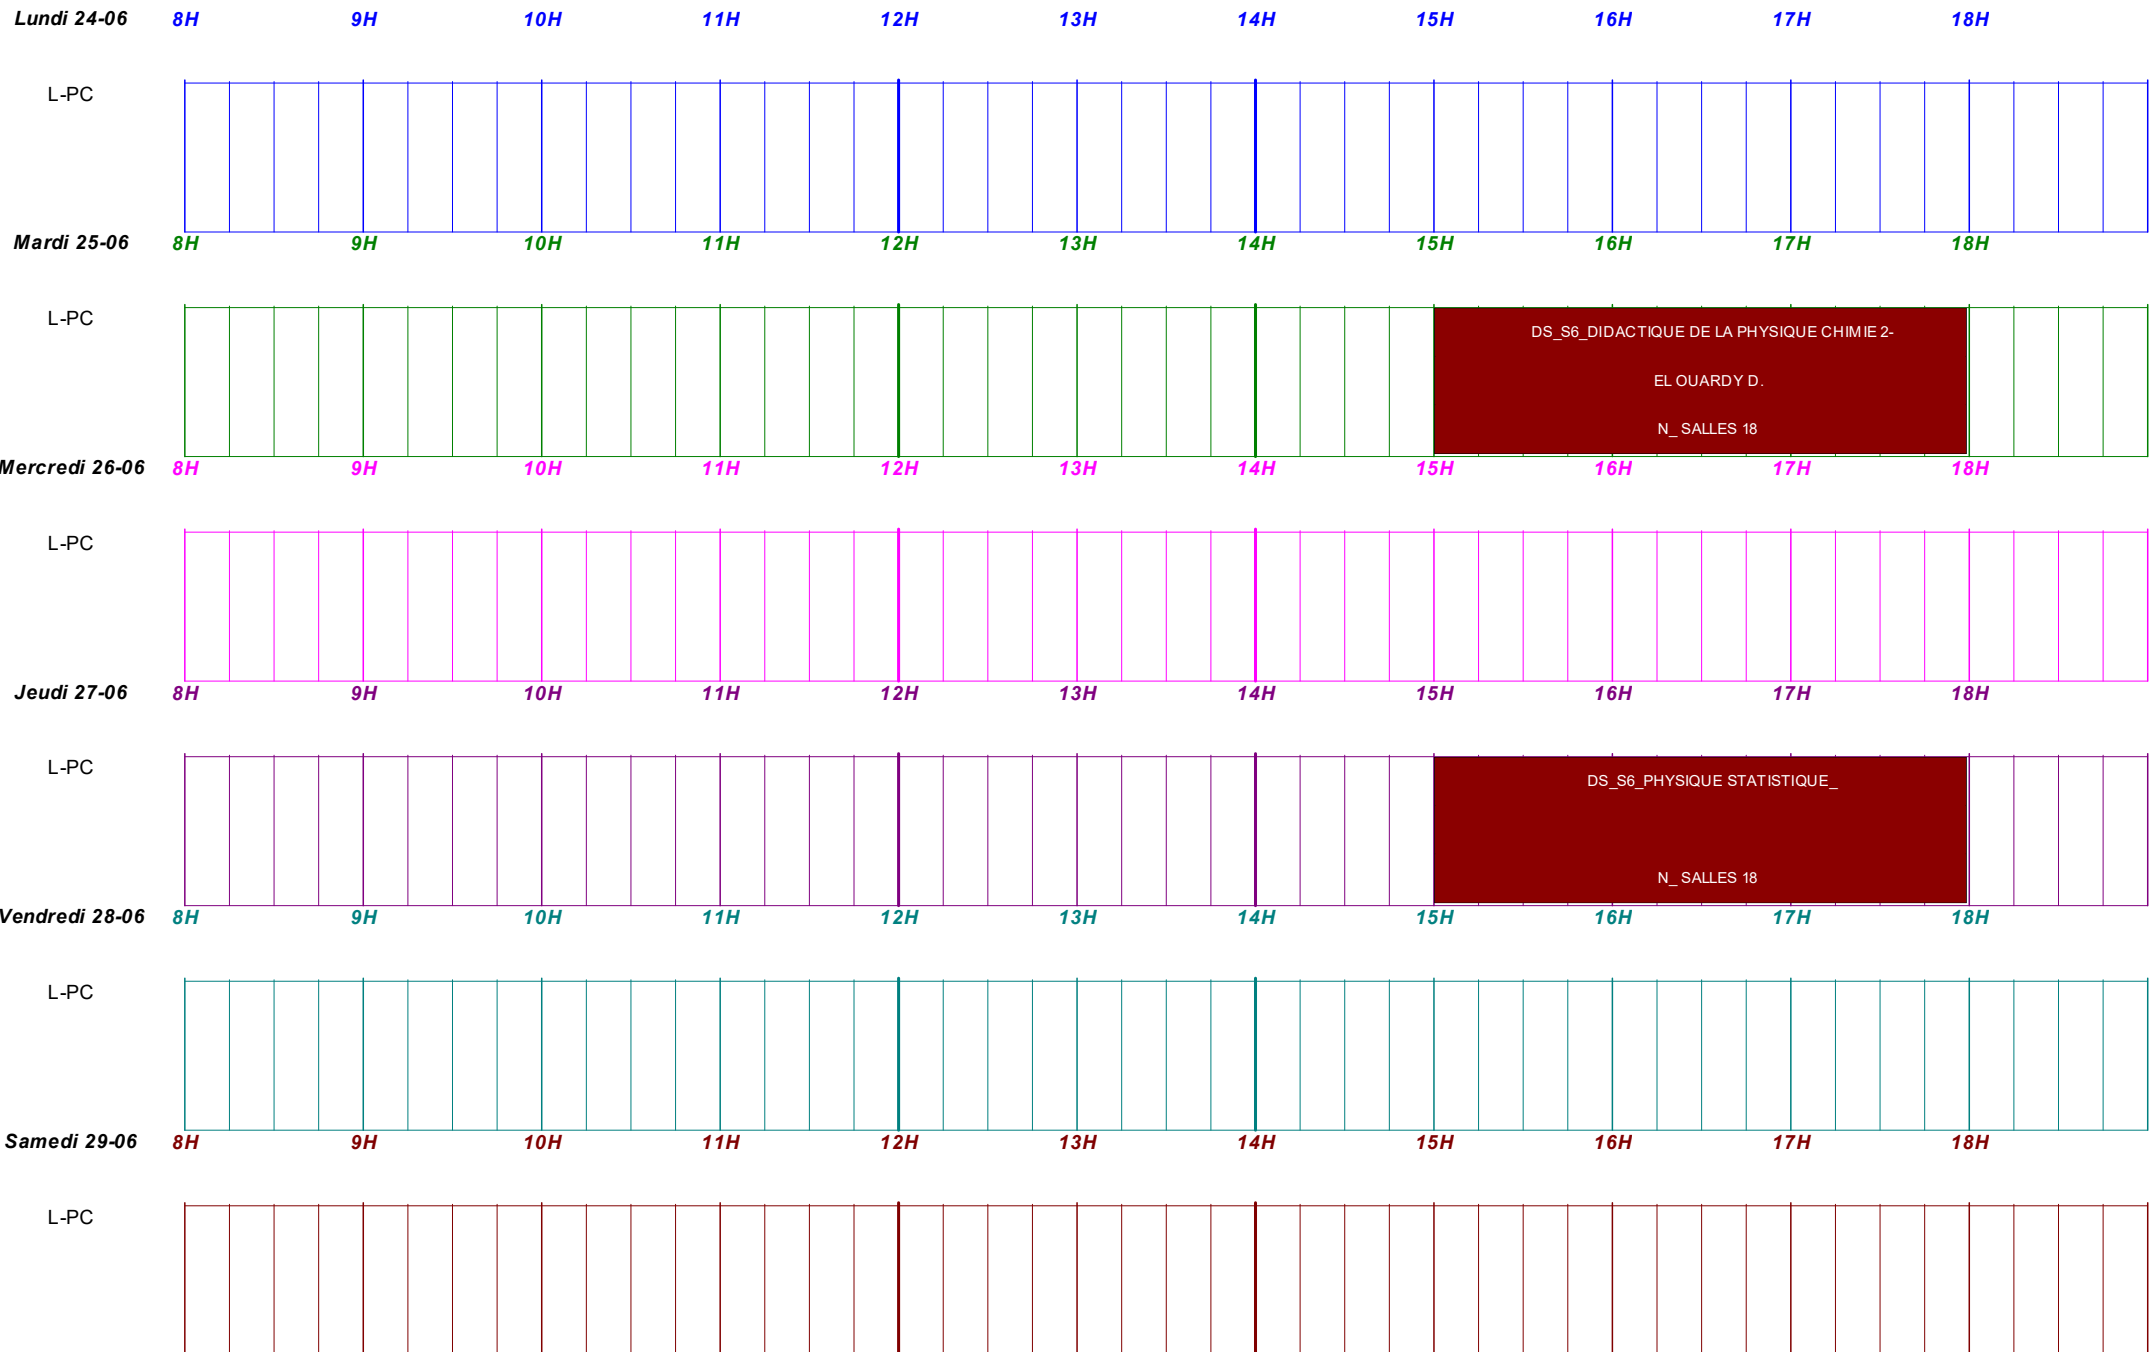 Lundi 24-06 8H 9H 10H 11H 12H 13H 14H 15H 16H 17H 18H
L-PC
Mardi 25-06 8H 9H 10H 11H 12H 13H 14H 15H 16H 17H 18H
L-PC
DS_S6_DIDACTIQUE DE LA PHYSIQUE CHIMIE 2-
EL OUARDY D.
N_ SALLES 18
Mercredi 26-06 8H 9H 10H 11H 12H 13H 14H 15H 16H 17H 18H
L-PC
Jeudi 27-06 8H 9H 10H 11H 12H 13H 14H 15H 16H 17H 18H
L-PC
DS_S6_PHYSIQUE STATISTIQUE_
N_ SALLES 18
Vendredi 28-06 8H 9H 10H 11H 12H 13H 14H 15H 16H 17H 18H
L-PC
Samedi 29-06 8H 9H 10H 11H 12H 13H 14H 15H 16H 17H 18H
L-PC